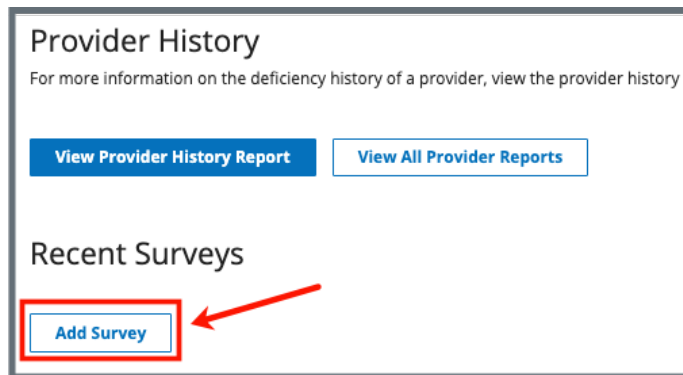 Provider History
For more information on the deficiency history of a provider, view the provider history
View Provider History Report
View All Provider Reports
Recent Surveys
Add Survey